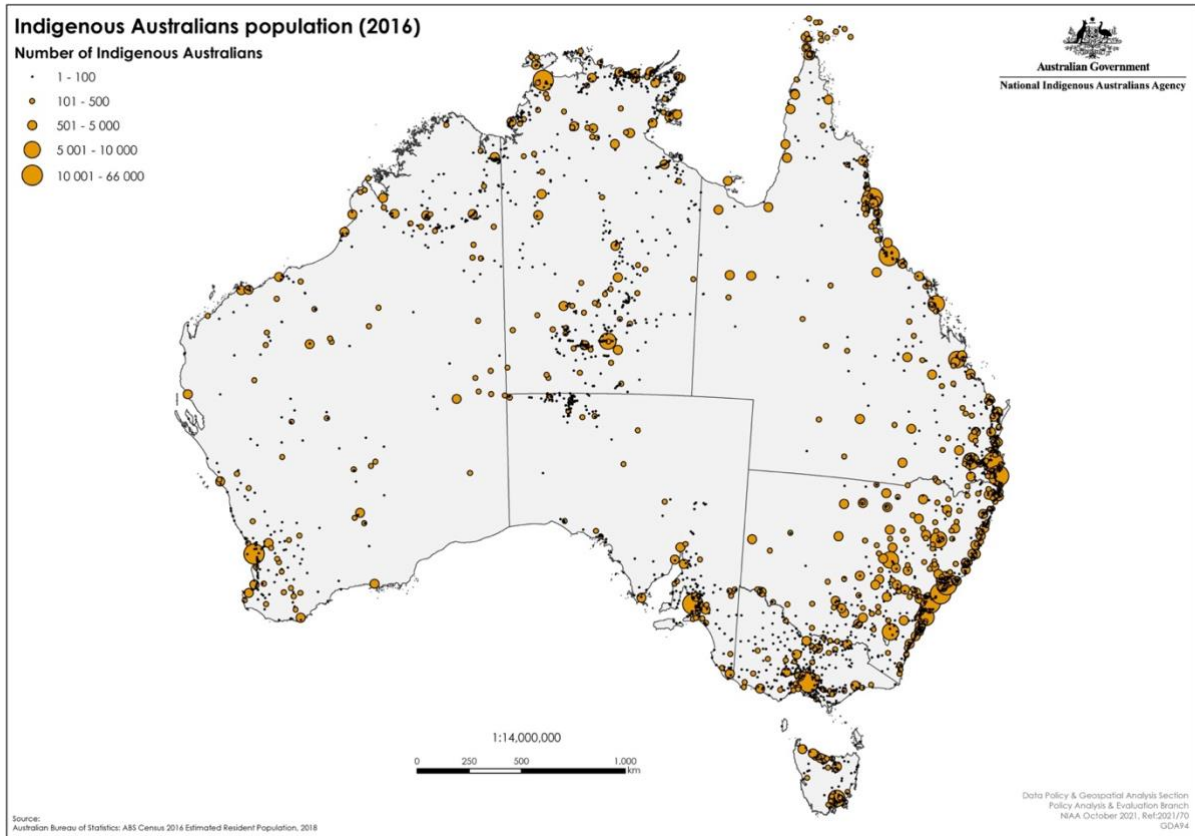 Indigenous Australians population (2016)
Number of Indigenous Australians
1 - 100
101 - 500
501 - 5 000
5 001 - 10 000
10 001 - 66 000
Australian Government
National Indigenous Australians Agency
1:14,000,000
0 250 500 1,000
km
Data Policy & Geospatial Analysis Section
Policy Analysis & Evaluation Branch
NIAA October 2021, Ref:2021/70
GDA94
Source:
Australian Bureau of Statistics: ABS Census 2016 Estimated Resident Population, 2018